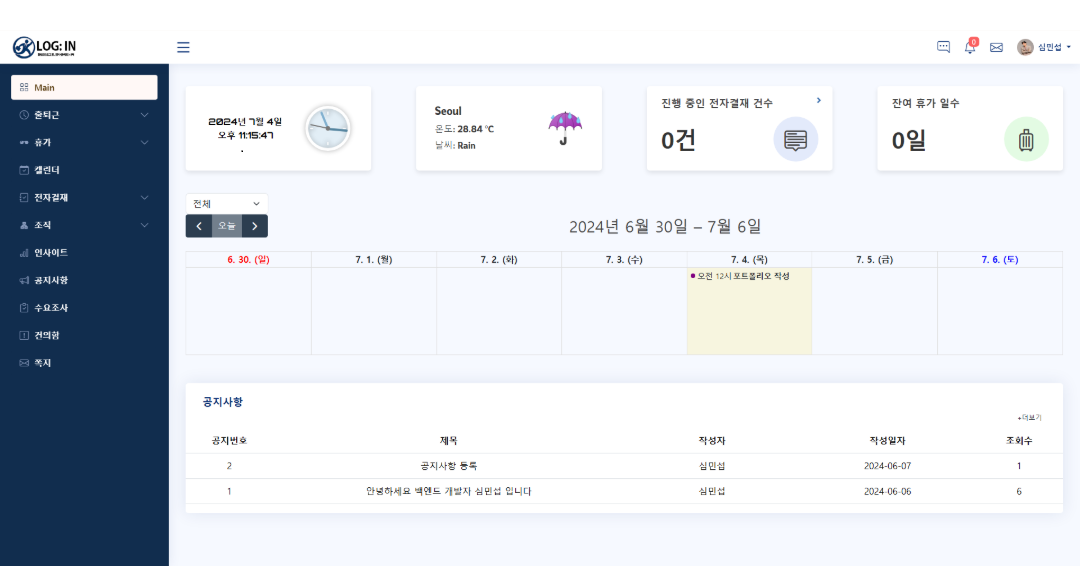 LOG: IN
0
심민섭
Main
출퇴근
휴가
캘린더
전자결재
조직
인사이트
공지사항
수요조사
건의함
쪽지
2024년 7월 4일
오후 11:15:47
.
Seoul
온도: 28.84 °C
날씨: Rain
진행 중인 전자결재 건수
0건
잔여 휴가 일수
0일
전체
오늘
2024년 6월 30일 – 7월 6일
6. 30. (일) 7. 1. (월) 7. 2. (화) 7. 3. (수) 7. 4. (목) 7. 5. (금) 7. 6. (토)
오전 12시 포트폴리오 작성
공지사항
+더보기
공지번호 제목 작성자 작성일자 조회수
2 공지사항 등록 심민섭 2024-06-07 1
1 안녕하세요 백엔드 개발자 심민섭 입니다 심민섭 2024-06-06 6